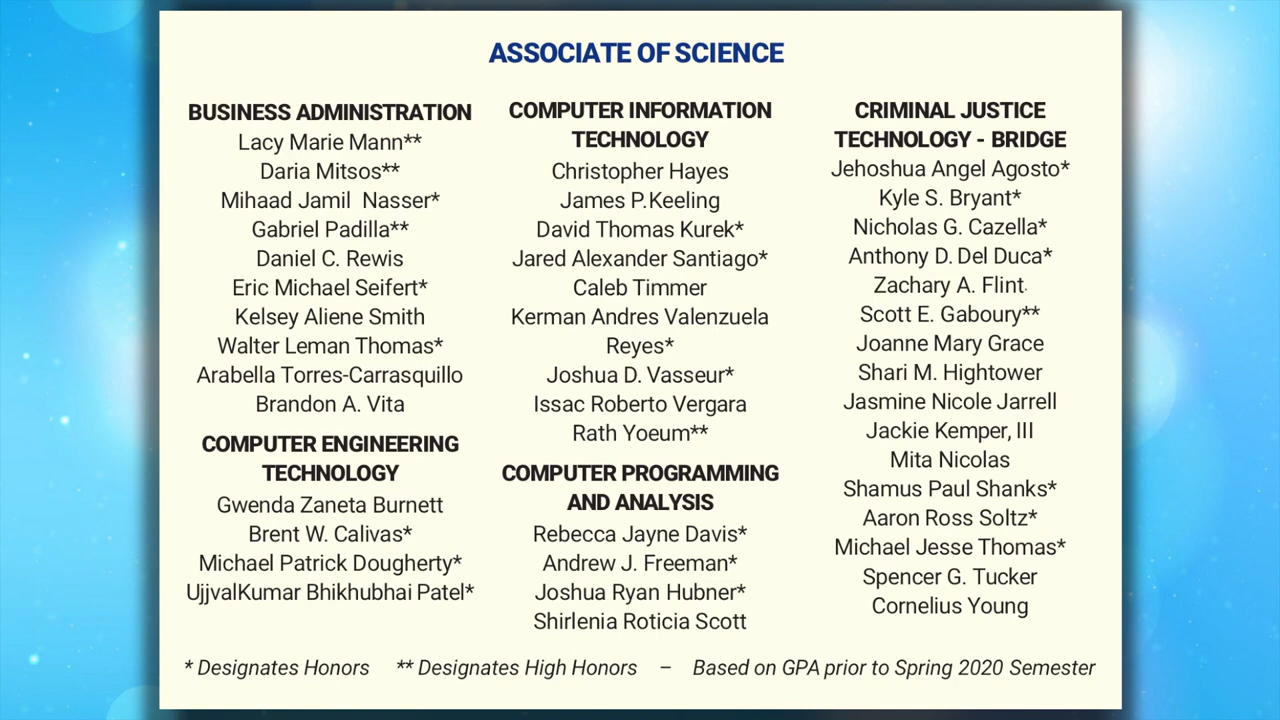 ASSOCIATE OF SCIENCE
BUSINESS ADMINISTRATION
Lacy Marie Mann**
Daria Mitsos**
Mihaad Jamil  Nasser*
Gabriel Padilla**
Daniel C. Rewis
Eric Michael Seifert*
Kelsey Aliene Smith
Walter Leman Thomas*
Arabella Torres-Carrasquillo
Brandon A. Vita
COMPUTER ENGINEERING
TECHNOLOGY
Gwenda Zaneta Burnett
Brent W. Calivas*
Michael Patrick Dougherty*
UjjvalKumar Bhikhubhai Patel*
COMPUTER INFORMATION
TECHNOLOGY
Christopher Hayes
James P.Keeling
David Thomas Kurek*
Jared Alexander Santiago*
Caleb Timmer
Kerman Andres Valenzuela
Reyes*
Joshua D. Vasseur*
Issac Roberto Vergara
Rath Yoeum**
COMPUTER PROGRAMMING
AND ANALYSIS
Rebecca Jayne Davis*
Andrew J. Freeman*
Joshua Ryan Hubner*
Shirlenia Roticia Scott
CRIMINAL JUSTICE
TECHNOLOGY - BRIDGE
Jehoshua Angel Agosto*
Kyle S. Bryant*
Nicholas G. Cazella*
Anthony D. Del Duca*
Zachary A. Flint
Scott E. Gaboury**
Joanne Mary Grace
Shari M. Hightower
Jasmine Nicole Jarrell
Jackie Kemper, III
Mita Nicolas
Shamus Paul Shanks*
Aaron Ross Soltz*
Michael Jesse Thomas*
Spencer G. Tucker
Cornelius Young
* Designates Honors ** Designates High Honors – Based on GPA prior to Spring 2020 Semester